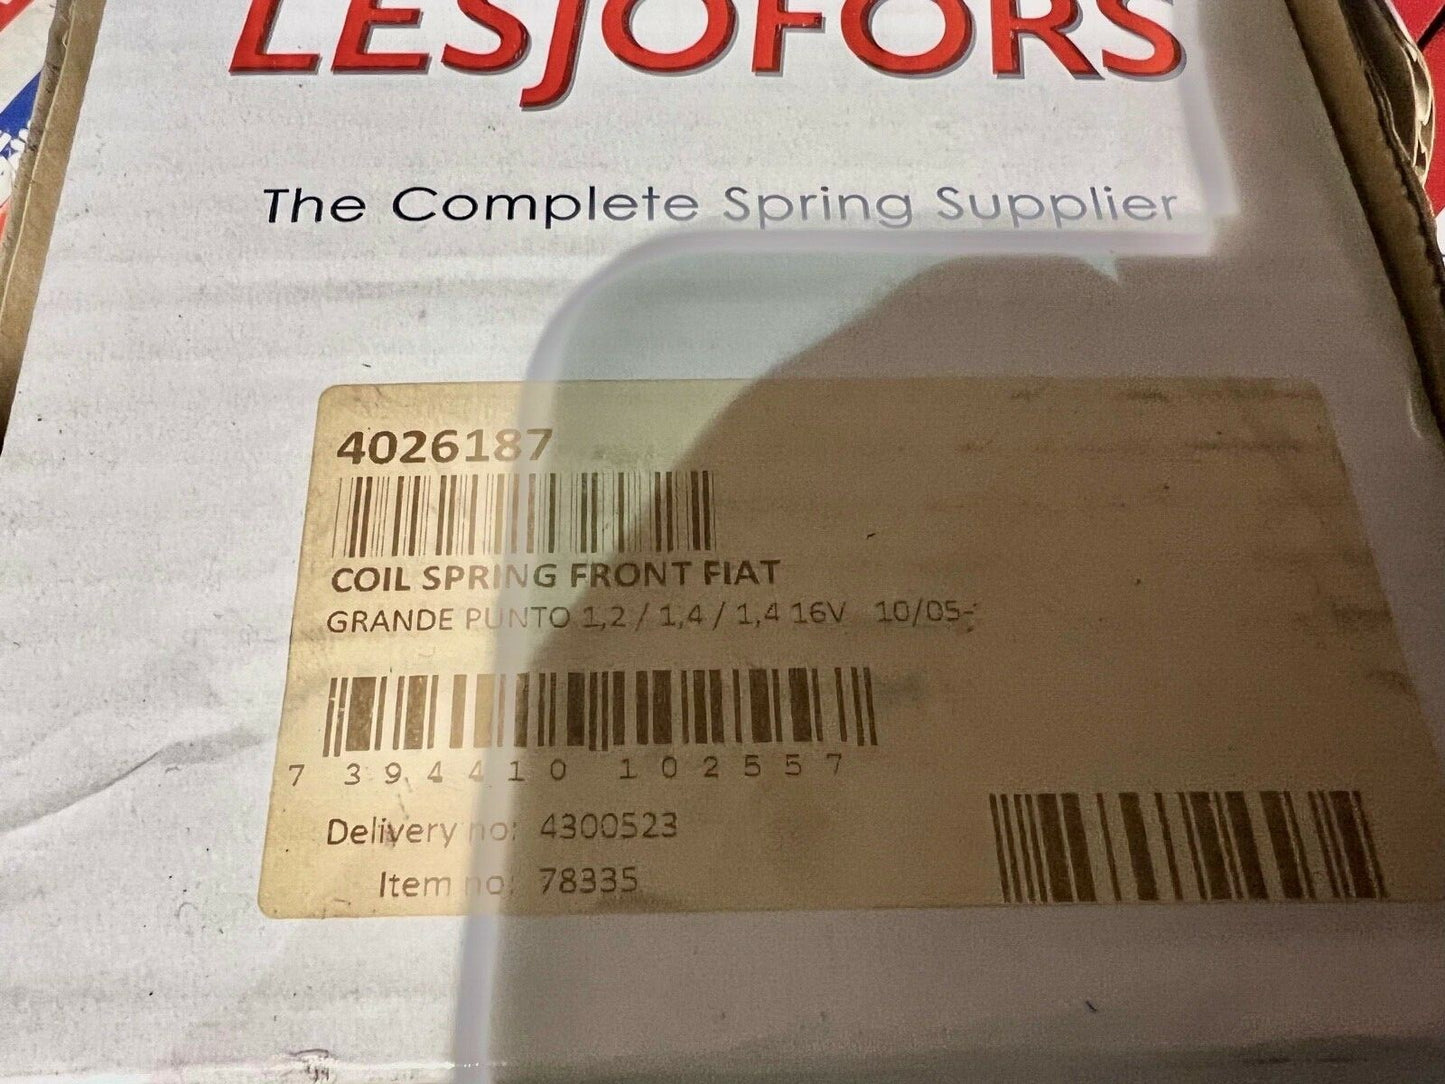 LESJOFORS
The Complete Spring Supplier
4026187
COIL SPRING FRONT FIAT
GRANDE PUNTO 1,2 / 1,4 / 1,4 16V 10/05-
7 394410 102557
Delivery no: 4300523
Item no: 78335